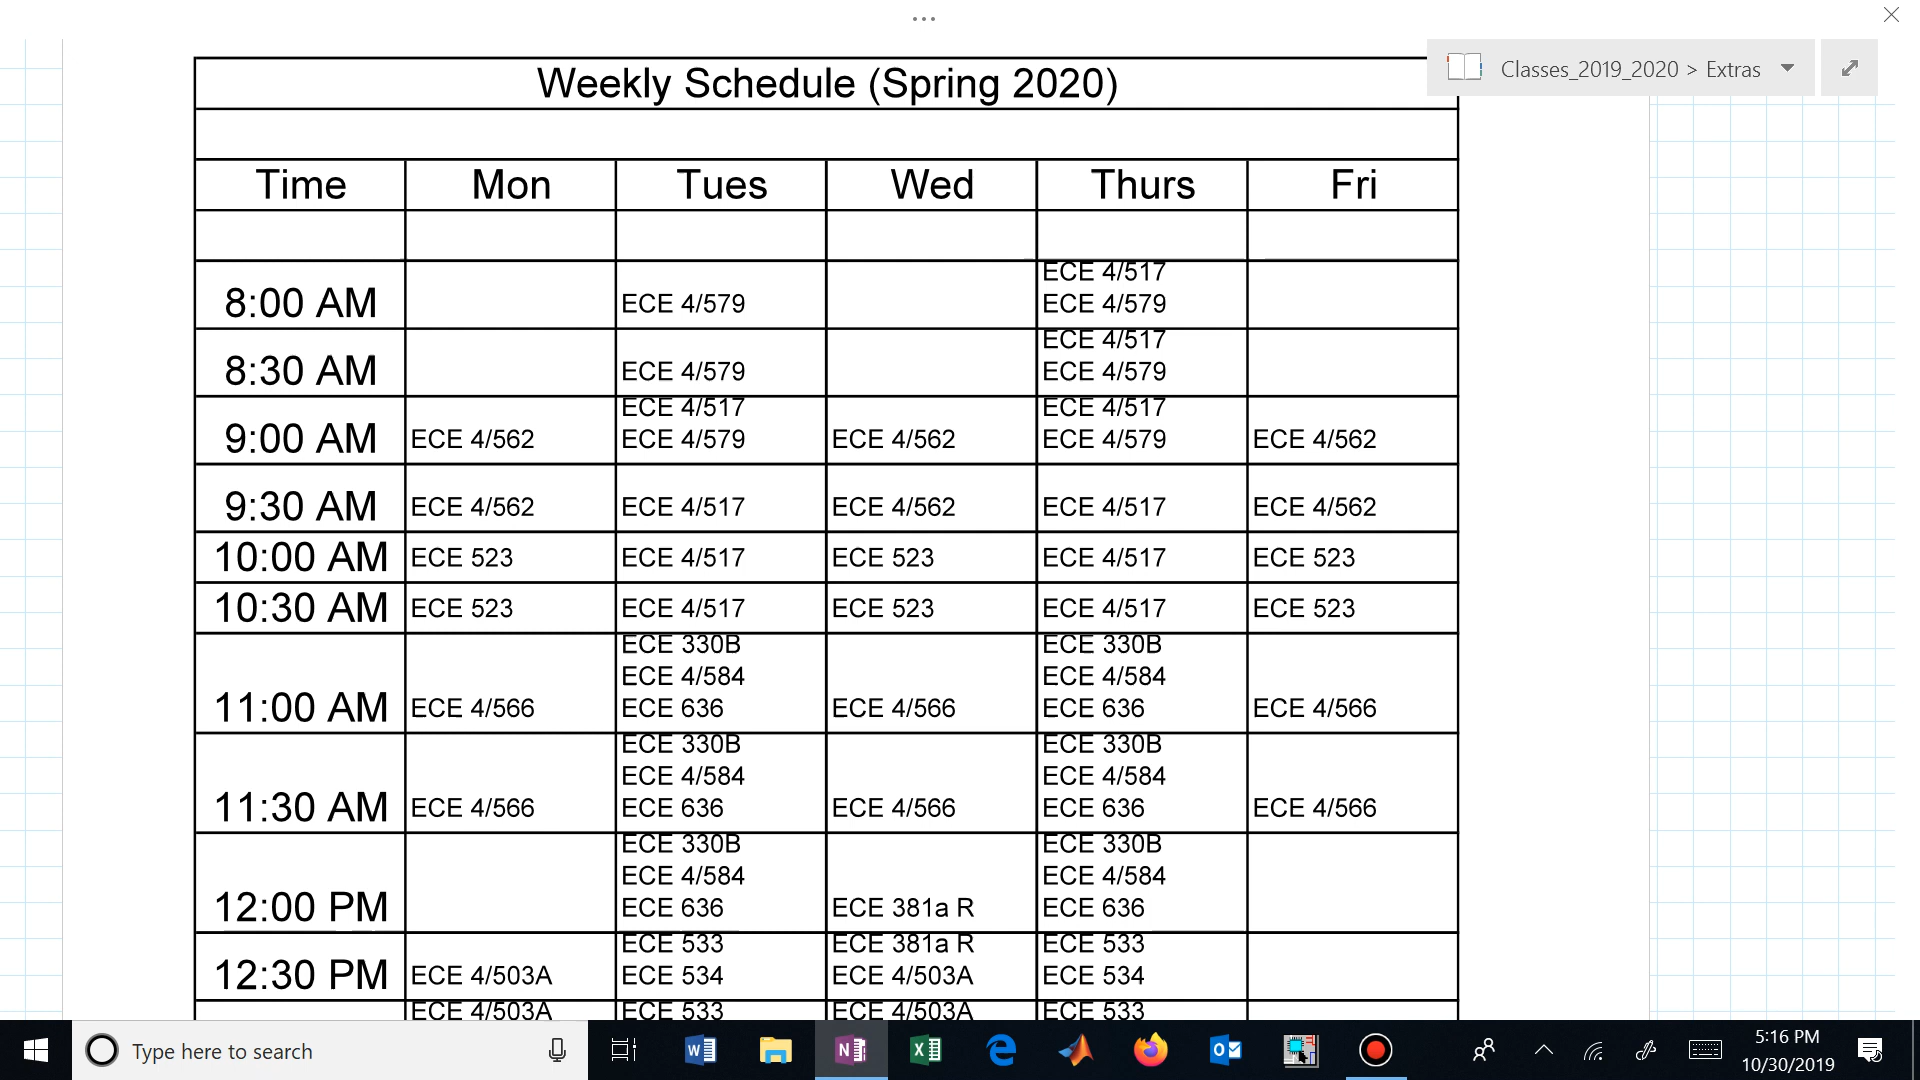 Classes_2019_2020 > Extras
Weekly Schedule (Spring 2020)
Time Mon Tues Wed Thurs Fri
ECE 4/517
8:00 AM ECE 4/579 ECE 4/579
ECE 4/517
8:30 AM ECE 4/579 ECE 4/579
ECE 4/517 ECE 4/517
9:00 AM ECE 4/562 ECE 4/579 ECE 4/562 ECE 4/579 ECE 4/562
9:30 AM ECE 4/562 ECE 4/517 ECE 4/562 ECE 4/517 ECE 4/562
10:00 AM ECE 523 ECE 4/517 ECE 523 ECE 4/517 ECE 523
10:30 AM ECE 523 ECE 4/517 ECE 523 ECE 4/517 ECE 523
ECE 330B ECE 330B
ECE 4/584 ECE 4/584
11:00 AM ECE 4/566 ECE 636 ECE 4/566 ECE 636 ECE 4/566
ECE 330B ECE 330B
ECE 4/584 ECE 4/584
11:30 AM ECE 4/566 ECE 636 ECE 4/566 ECE 636 ECE 4/566
ECE 330B ECE 330B
ECE 4/584 ECE 4/584
12:00 PM ECE 636 ECE 381a R ECE 636
ECE 533 ECE 381a R ECE 533
12:30 PM ECE 4/503A ECE 534 ECE 4/503A ECE 534
ECE 4/503A ECE 533 ECE 4/503A ECE 533
Type here to search
5:16 PM
10/30/2019